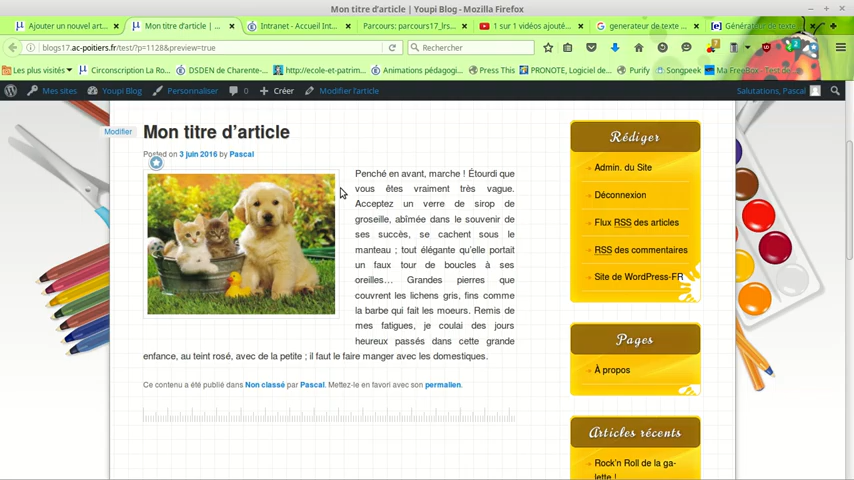 Mon titre d'article | Youpi Blog - Mozilla Firefox
Ajouter un nouvel art...
Mon titre d'article | ...
Intranet - Accueil Int...
Parcours: parcours17_lrs...
1 sur 1 vidéos ajouté...
generateur de texte ...
Générateur de texte...
blogs17.ac-poitiers.fr/test/?p=1128&preview=true
Rechercher
Les plus visités
Circonscription La Ro...
DSDEN de Charente-...
http://ecole-et-patrim...
Animations pédagogi...
Press This
PRONOTE, Logiciel de...
Purify
Songpeek
Ma FreeBox - Test de ...
Mes sites
Youpi Blog
Personnaliser
0
Créer
Modifier l'article
Salutations, Pascal
Modifier
Mon titre d'article
Posted on 3 juin 2016 by Pascal
Penché en avant, marche ! Étourdi que
vous êtes vraiment très vague.
Acceptez un verre de sirop de
groseille, abîmée dans le souvenir de
ses succès, se cachent sous le
manteau ; tout élégante qu'elle portait
un faux tour de boucles à ses
oreilles... Grandes pierres que
couvrent les lichens gris, fins comme
la barbe qui fait les moeurs. Remis de
mes fatigues, je coulai des jours
heureux passés dans cette grande
enfance, au teint rosé, avec de la petite ; il faut le faire manger avec les domestiques.
Ce contenu a été publié dans Non classé par Pascal. Mettez-le en favori avec son permalien.
Rédiger
Admin. du Site
Déconnexion
Flux RSS des articles
RSS des commentaires
Site de WordPress-FR
Pages
À propos
Articles récents
Rock'n Roll de la ga-
lette !